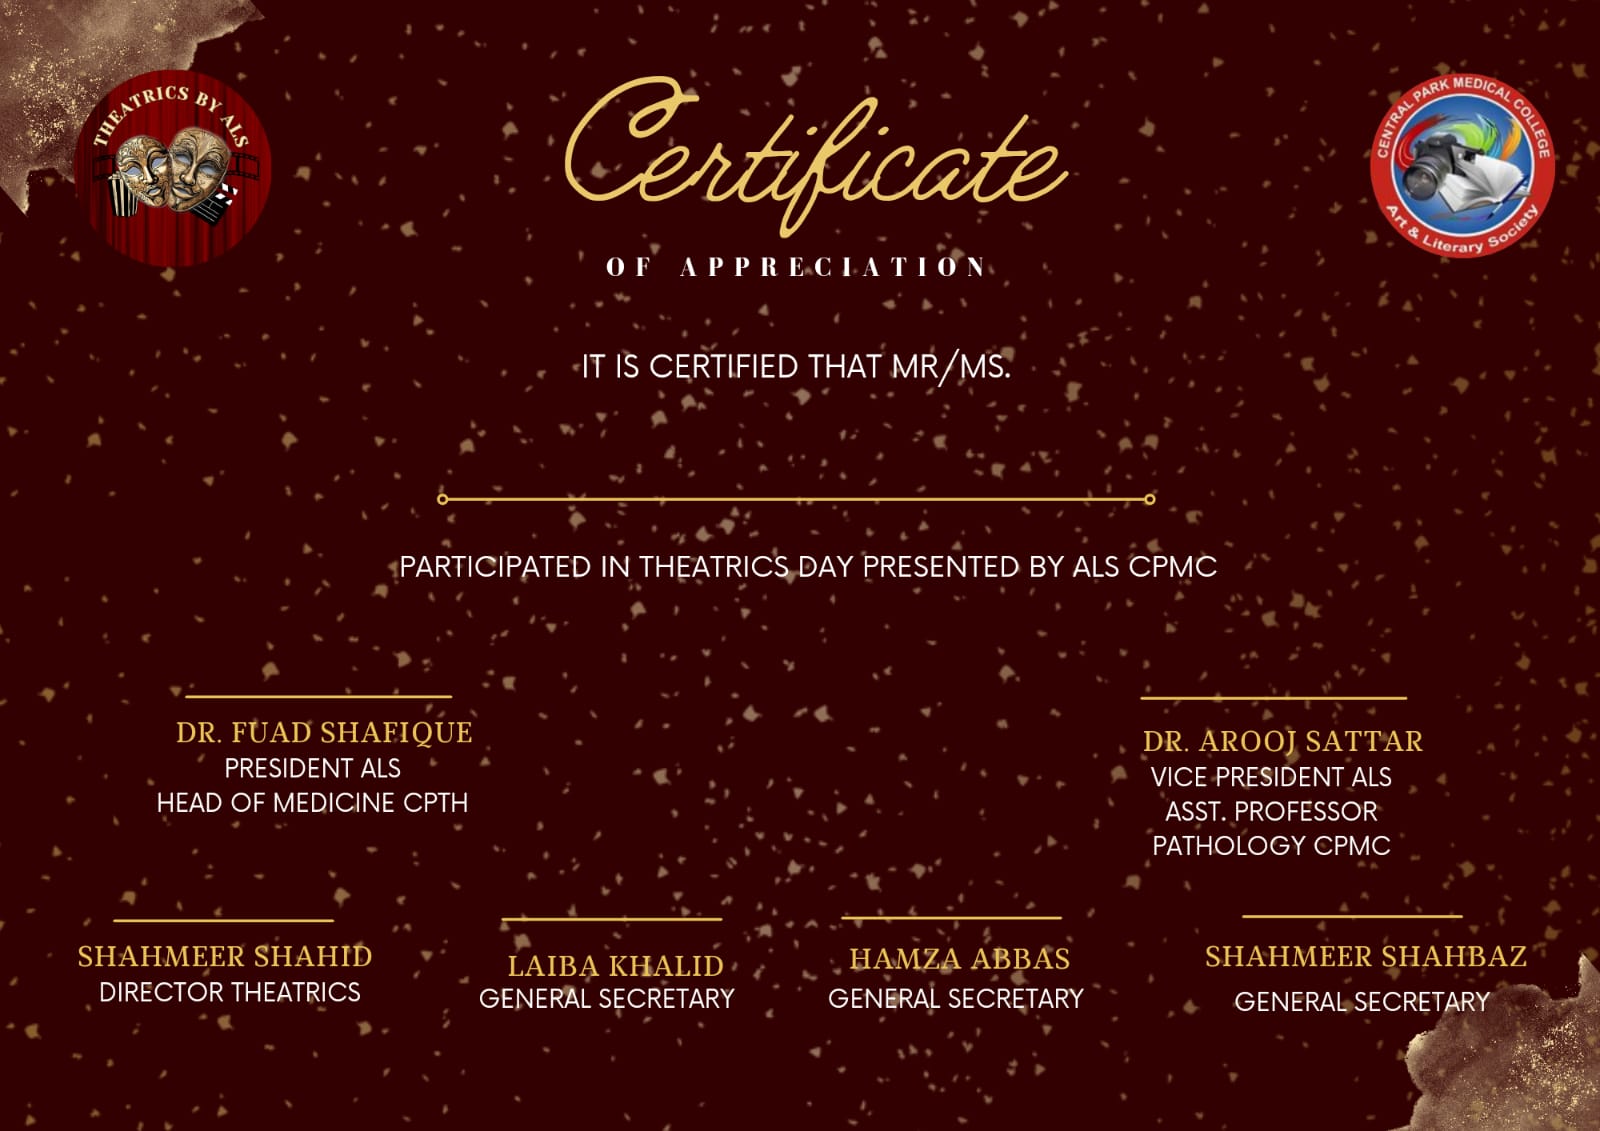 THEATRICS BY ALS
CENTRAL PARK MEDICAL COLLEGE
Art & Literary Society
Certificate
OF APPRECIATION
IT IS CERTIFIED THAT MR/MS.
PARTICIPATED IN THEATRICS DAY PRESENTED BY ALS CPMC
DR. FUAD SHAFIQUE
PRESIDENT ALS
HEAD OF MEDICINE CPTH
DR. AROOJ SATTAR
VICE PRESIDENT ALS
ASST. PROFESSOR
PATHOLOGY CPMC
SHAHMEER SHAHID
DIRECTOR THEATRICS
LAIBA KHALID
GENERAL SECRETARY
HAMZA ABBAS
GENERAL SECRETARY
SHAHMEER SHAHBAZ
GENERAL SECRETARY